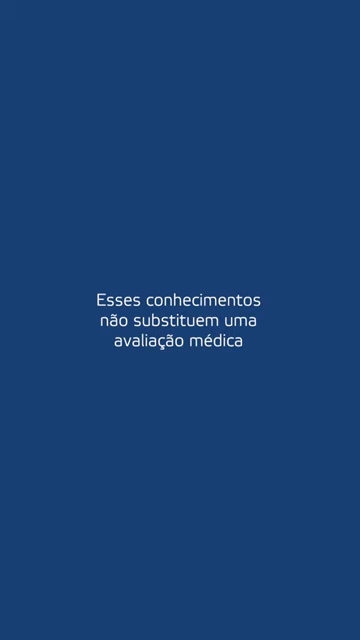 Esses conhecimentos
não substituem uma
avaliação médica